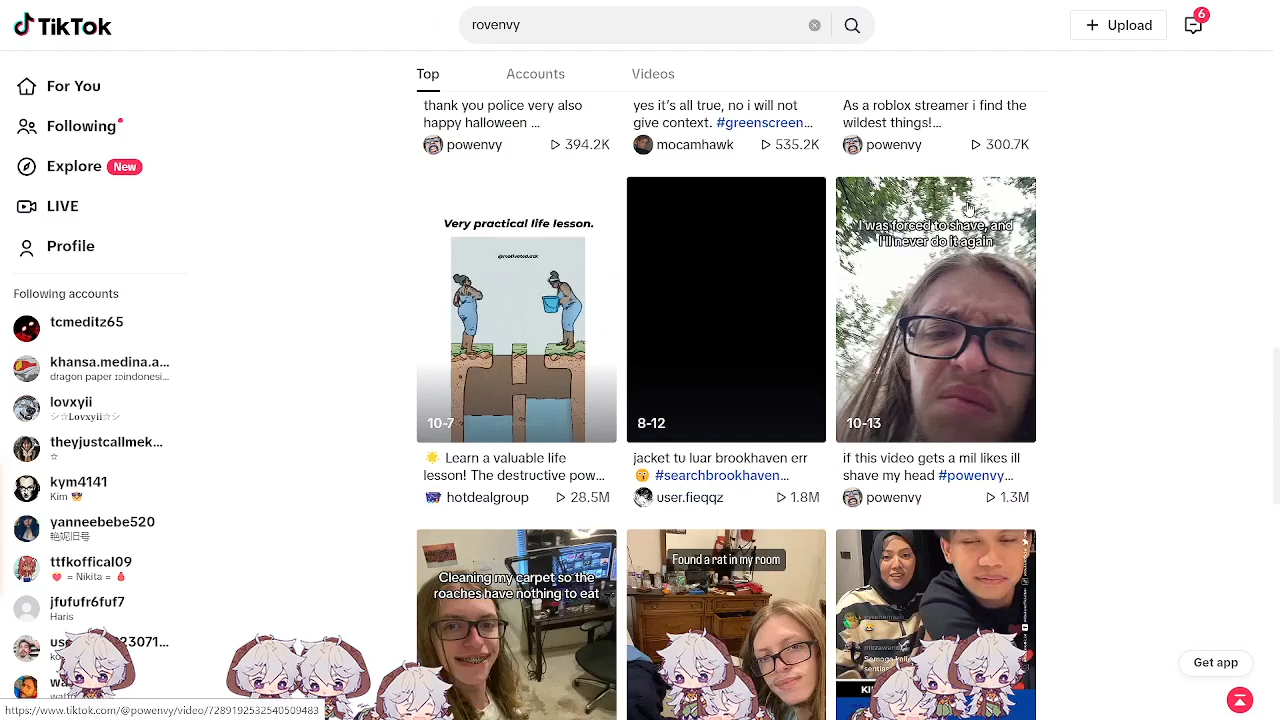 TikTok
rovenvy
Upload
6
For You
Following
Explore New
LIVE
Profile
Following accounts
tcmeditz65
khansa.medina.a...
lovxyii
シ☆𝐋𝐨𝐯𝐱𝐲𝐢𝐢☆シ
theyjustcallmek...
☆
kym4141
Kim
yanneebebe520
艳妮旧号
ttfkoffical09
= Nikita =
jfufufr6fuf7
Haris
Top
Accounts
Videos
thank you police very also
happy halloween ...
powenvy
394.2K
yes it's all true, no i will not
give context. #greenscreen...
mocamhawk
535.2K
As a roblox streamer i find the
wildest things!...
powenvy
300.7K
Very practical life lesson.
10-7
🌟 Learn a valuable life
lesson! The destructive pow...
hotdealgroup
28.5M
8-12
jacket tu luar brookhaven err
🤫 #searchbrookhaven...
user.fieqqz
1.8M
I was forced to shave, and
I'll never do it again
10-13
if this video gets a mil likes ill
shave my head #powenvy...
powenvy
1.3M
Cleaning my carpet so the
roaches have nothing to eat
Found a rat in my room
Get app
https://www.tiktok.com/@powenvy/video/7289192532540509483